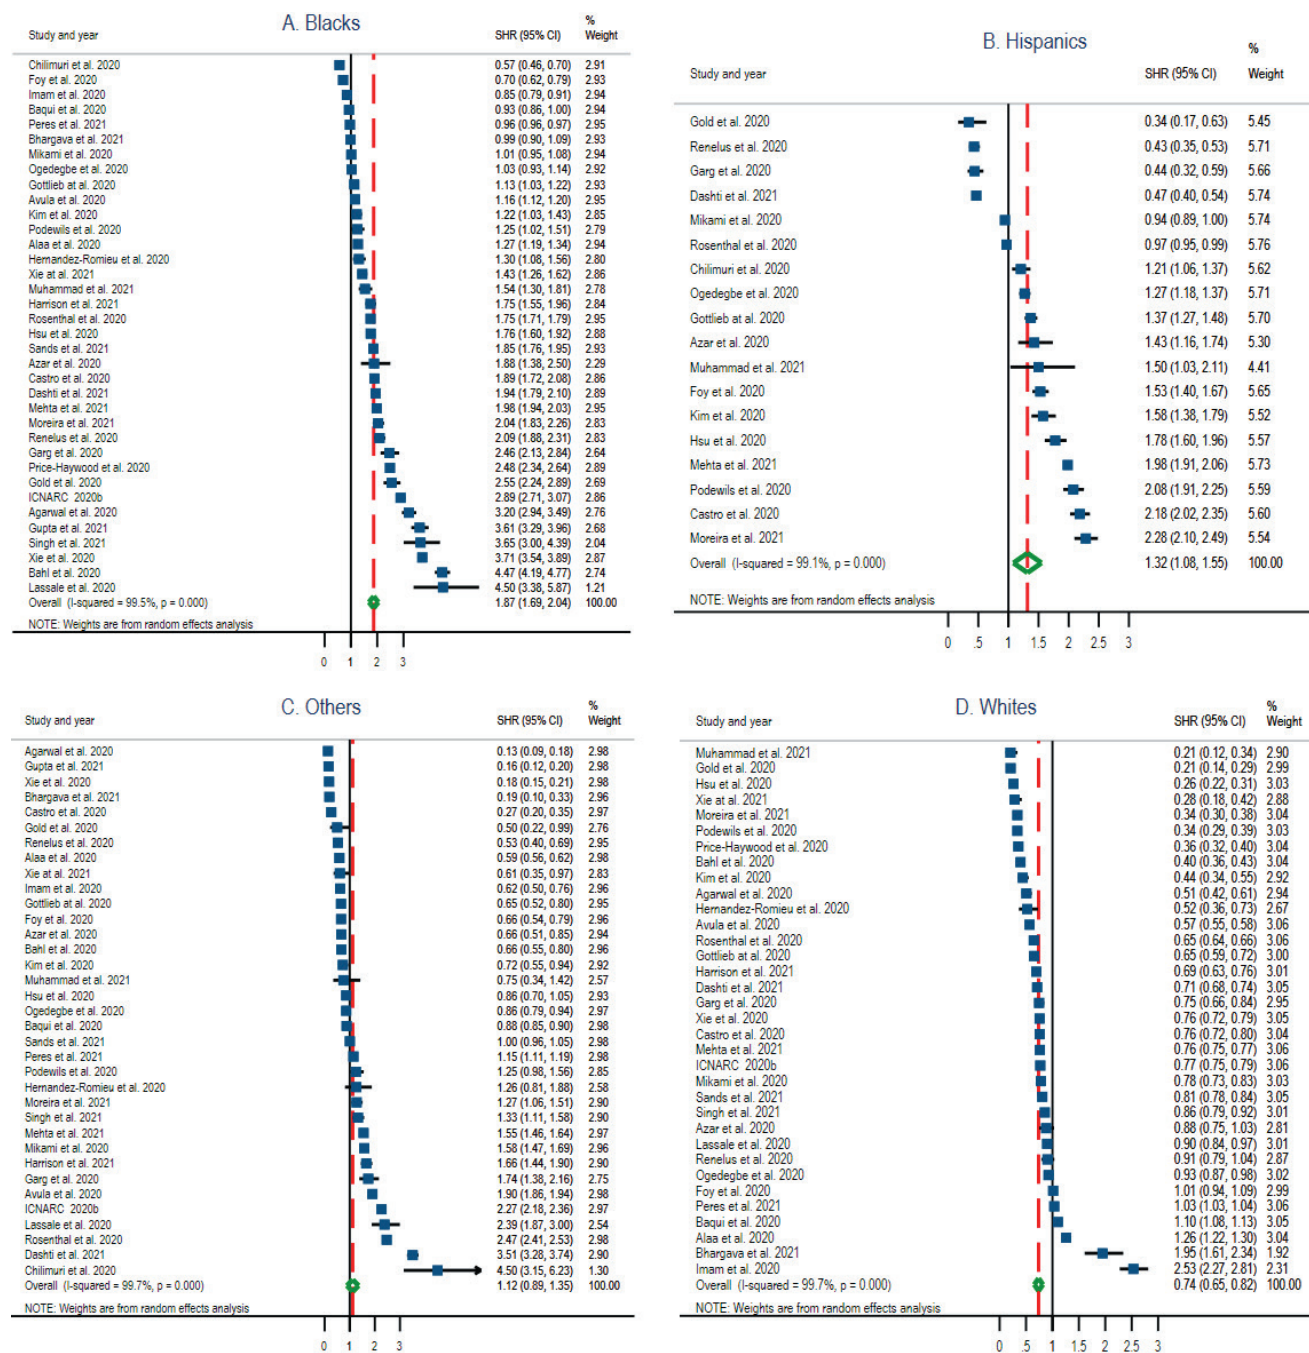 A. Blacks
Study and year SHR (95% CI) % Weight
Chilimuri et al. 2020 0.57 (0.46, 0.70) 2.91
Foy et al. 2020 0.70 (0.62, 0.79) 2.93
Imam et al. 2020 0.85 (0.79, 0.91) 2.94
Baqui et al. 2020 0.93 (0.86, 1.00) 2.94
Peres et al. 2021 0.96 (0.96, 0.97) 2.95
Bhargava et al. 2021 0.99 (0.90, 1.09) 2.93
Mikami et al. 2020 1.01 (0.95, 1.08) 2.94
Ogedegbe et al. 2020 1.03 (0.93, 1.14) 2.92
Gottlieb at al. 2020 1.13 (1.03, 1.22) 2.93
Avula et al. 2020 1.16 (1.12, 1.20) 2.95
Kim et al. 2020 1.22 (1.03, 1.43) 2.85
Podewils et al. 2020 1.25 (1.02, 1.51) 2.79
Alaa et al. 2020 1.27 (1.19, 1.34) 2.94
Hernandez-Romieu et al. 2020 1.30 (1.08, 1.56) 2.80
Xie at al. 2021 1.43 (1.26, 1.62) 2.86
Muhammad et al. 2021 1.54 (1.30, 1.81) 2.78
Harrison et al. 2021 1.75 (1.55, 1.96) 2.84
Rosenthal et al. 2020 1.75 (1.71, 1.79) 2.95
Hsu et al. 2020 1.76 (1.60, 1.92) 2.88
Sands et al. 2021 1.85 (1.76, 1.95) 2.93
Azar et al. 2020 1.88 (1.38, 2.50) 2.29
Castro et al. 2020 1.89 (1.72, 2.08) 2.86
Dashti et al. 2021 1.94 (1.79, 2.10) 2.89
Mehta et al. 2021 1.98 (1.94, 2.03) 2.95
Moreira et al. 2021 2.04 (1.83, 2.26) 2.83
Renelus et al. 2020 2.09 (1.88, 2.31) 2.83
Garg et al. 2020 2.46 (2.13, 2.84) 2.64
Price-Haywood et al. 2020 2.48 (2.34, 2.64) 2.89
Gold et al. 2020 2.55 (2.24, 2.89) 2.69
ICNARC 2020b 2.89 (2.71, 3.07) 2.86
Agarwal et al. 2020 3.20 (2.94, 3.49) 2.76
Gupta et al. 2021 3.61 (3.29, 3.96) 2.68
Singh et al. 2021 3.65 (3.00, 4.39) 2.04
Xie et al. 2020 3.71 (3.54, 3.89) 2.87
Bahl et al. 2020 4.47 (4.19, 4.77) 2.74
Lassale et al. 2020 4.50 (3.38, 5.87) 1.21
Overall (I-squared = 99.5%, p = 0.000) 1.87 (1.69, 2.04) 100.00
NOTE: Weights are from random effects analysis
0 1 2 3
B. Hispanics
Study and year SHR (95% CI) % Weight
Gold et al. 2020 0.34 (0.17, 0.63) 5.45
Renelus et al. 2020 0.43 (0.35, 0.53) 5.71
Garg et al. 2020 0.44 (0.32, 0.59) 5.66
Dashti et al. 2021 0.47 (0.40, 0.54) 5.74
Mikami et al. 2020 0.94 (0.89, 1.00) 5.74
Rosenthal et al. 2020 0.97 (0.95, 0.99) 5.76
Chilimuri et al. 2020 1.21 (1.06, 1.37) 5.62
Ogedegbe et al. 2020 1.27 (1.18, 1.37) 5.71
Gottlieb at al. 2020 1.37 (1.27, 1.48) 5.70
Azar et al. 2020 1.43 (1.16, 1.74) 5.30
Muhammad et al. 2021 1.50 (1.03, 2.11) 4.41
Foy et al. 2020 1.53 (1.40, 1.67) 5.65
Kim et al. 2020 1.58 (1.38, 1.79) 5.52
Hsu et al. 2020 1.78 (1.60, 1.96) 5.57
Mehta et al. 2021 1.98 (1.91, 2.06) 5.73
Podewils et al. 2020 2.08 (1.91, 2.25) 5.59
Castro et al. 2020 2.18 (2.02, 2.35) 5.60
Moreira et al. 2021 2.28 (2.10, 2.49) 5.54
Overall (I-squared = 99.1%, p = 0.000) 1.32 (1.08, 1.55) 100.00
NOTE: Weights are from random effects analysis
0 .5 1 1.5 2 2.5 3
C. Others
Study and year SHR (95% CI) % Weight
Agarwal et al. 2020 0.13 (0.09, 0.18) 2.98
Gupta et al. 2021 0.16 (0.12, 0.20) 2.98
Xie et al. 2020 0.18 (0.15, 0.21) 2.98
Bhargava et al. 2021 0.19 (0.10, 0.33) 2.96
Castro et al. 2020 0.27 (0.20, 0.35) 2.97
Gold et al. 2020 0.50 (0.22, 0.99) 2.76
Renelus et al. 2020 0.53 (0.40, 0.69) 2.95
Alaa et al. 2020 0.59 (0.56, 0.62) 2.98
Xie at al. 2021 0.61 (0.35, 0.97) 2.83
Imam et al. 2020 0.62 (0.50, 0.76) 2.96
Gottlieb at al. 2020 0.65 (0.52, 0.80) 2.95
Foy et al. 2020 0.66 (0.54, 0.79) 2.96
Azar et al. 2020 0.66 (0.51, 0.85) 2.94
Bahl et al. 2020 0.66 (0.55, 0.80) 2.96
Kim et al. 2020 0.72 (0.55, 0.94) 2.92
Muhammad et al. 2021 0.75 (0.34, 1.42) 2.57
Hsu et al. 2020 0.86 (0.70, 1.05) 2.93
Ogedegbe et al. 2020 0.86 (0.79, 0.94) 2.97
Baqui et al. 2020 0.88 (0.85, 0.90) 2.98
Sands et al. 2021 1.00 (0.96, 1.05) 2.98
Peres et al. 2021 1.15 (1.11, 1.19) 2.98
Podewils et al. 2020 1.25 (0.98, 1.56) 2.85
Hernandez-Romieu et al. 2020 1.26 (0.81, 1.88) 2.58
Moreira et al. 2021 1.27 (1.06, 1.51) 2.90
Singh et al. 2021 1.33 (1.11, 1.58) 2.90
Mehta et al. 2021 1.55 (1.46, 1.64) 2.97
Mikami et al. 2020 1.58 (1.47, 1.69) 2.96
Harrison et al. 2021 1.66 (1.44, 1.90) 2.90
Garg et al. 2020 1.74 (1.38, 2.16) 2.75
Avula et al. 2020 1.90 (1.86, 1.94) 2.98
ICNARC 2020b 2.27 (2.18, 2.36) 2.97
Lassale et al. 2020 2.39 (1.87, 3.00) 2.54
Rosenthal et al. 2020 2.47 (2.41, 2.53) 2.98
Dashti et al. 2021 3.51 (3.28, 3.74) 2.90
Chilimuri et al. 2020 4.50 (3.15, 6.23) 1.30
Overall (I-squared = 99.7%, p = 0.000) 1.12 (0.89, 1.35) 100.00
NOTE: Weights are from random effects analysis
0 1 2 3
D. Whites
Study and year SHR (95% CI) % Weight
Muhammad et al. 2021 0.21 (0.12, 0.34) 2.90
Gold et al. 2020 0.21 (0.14, 0.29) 2.99
Hsu et al. 2020 0.26 (0.22, 0.31) 3.03
Xie at al. 2021 0.28 (0.18, 0.42) 2.88
Moreira et al. 2021 0.34 (0.30, 0.38) 3.04
Podewils et al. 2020 0.34 (0.29, 0.39) 3.03
Price-Haywood et al. 2020 0.36 (0.32, 0.40) 3.04
Bahl et al. 2020 0.40 (0.36, 0.43) 3.04
Kim et al. 2020 0.44 (0.34, 0.55) 2.92
Agarwal et al. 2020 0.51 (0.42, 0.61) 2.94
Hernandez-Romieu et al. 2020 0.52 (0.36, 0.73) 2.67
Avula et al. 2020 0.57 (0.55, 0.58) 3.06
Rosenthal et al. 2020 0.65 (0.64, 0.66) 3.06
Gottlieb at al. 2020 0.65 (0.59, 0.72) 3.00
Harrison et al. 2021 0.69 (0.63, 0.76) 3.01
Dashti et al. 2021 0.71 (0.68, 0.74) 3.05
Garg et al. 2020 0.75 (0.66, 0.84) 2.95
Xie et al. 2020 0.76 (0.72, 0.79) 3.05
Castro et al. 2020 0.76 (0.72, 0.80) 3.04
Mehta et al. 2021 0.76 (0.75, 0.77) 3.06
ICNARC 2020b 0.77 (0.75, 0.79) 3.06
Mikami et al. 2020 0.78 (0.73, 0.83) 3.03
Sands et al. 2021 0.81 (0.78, 0.84) 3.05
Singh et al. 2021 0.86 (0.79, 0.92) 3.01
Azar et al. 2020 0.88 (0.75, 1.03) 2.81
Lassale et al. 2020 0.90 (0.84, 0.97) 3.01
Renelus et al. 2020 0.91 (0.79, 1.04) 2.87
Ogedegbe et al. 2020 0.93 (0.87, 0.98) 3.02
Foy et al. 2020 1.01 (0.94, 1.09) 2.99
Peres et al. 2021 1.03 (1.03, 1.04) 3.06
Baqui et al. 2020 1.10 (1.08, 1.13) 3.05
Alaa et al. 2020 1.26 (1.22, 1.30) 3.04
Bhargava et al. 2021 1.95 (1.61, 2.34) 1.92
Imam et al. 2020 2.53 (2.27, 2.81) 2.31
Overall (I-squared = 99.7%, p = 0.000) 0.74 (0.65, 0.82) 100.00
NOTE: Weights are from random effects analysis
0 .5 1 1.5 2 2.5 3